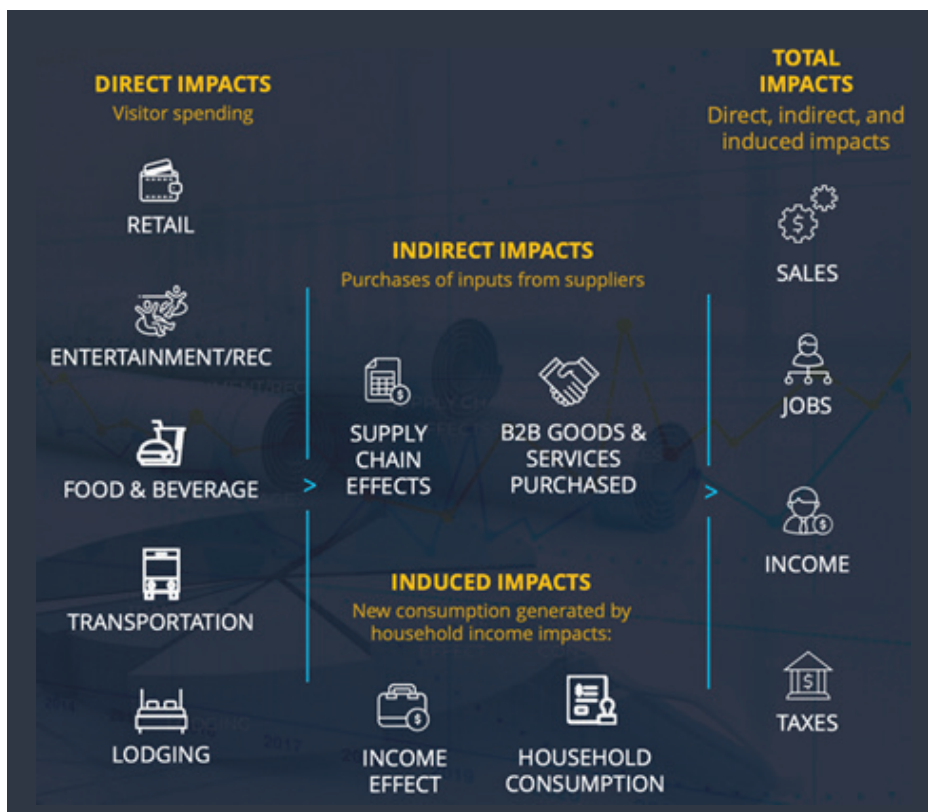 DIRECT IMPACTS
Visitor spending
RETAIL
ENTERTAINMENT/REC
FOOD & BEVERAGE
TRANSPORTATION
LODGING
INDIRECT IMPACTS
Purchases of inputs from suppliers
SUPPLY
CHAIN
EFFECTS
B2B GOODS &
SERVICES
PURCHASED
>
INDUCED IMPACTS
New consumption generated by
household income impacts:
INCOME
EFFECT
HOUSEHOLD
CONSUMPTION
>
TOTAL
IMPACTS
Direct, indirect, and
induced impacts
SALES
JOBS
INCOME
TAXES
2017